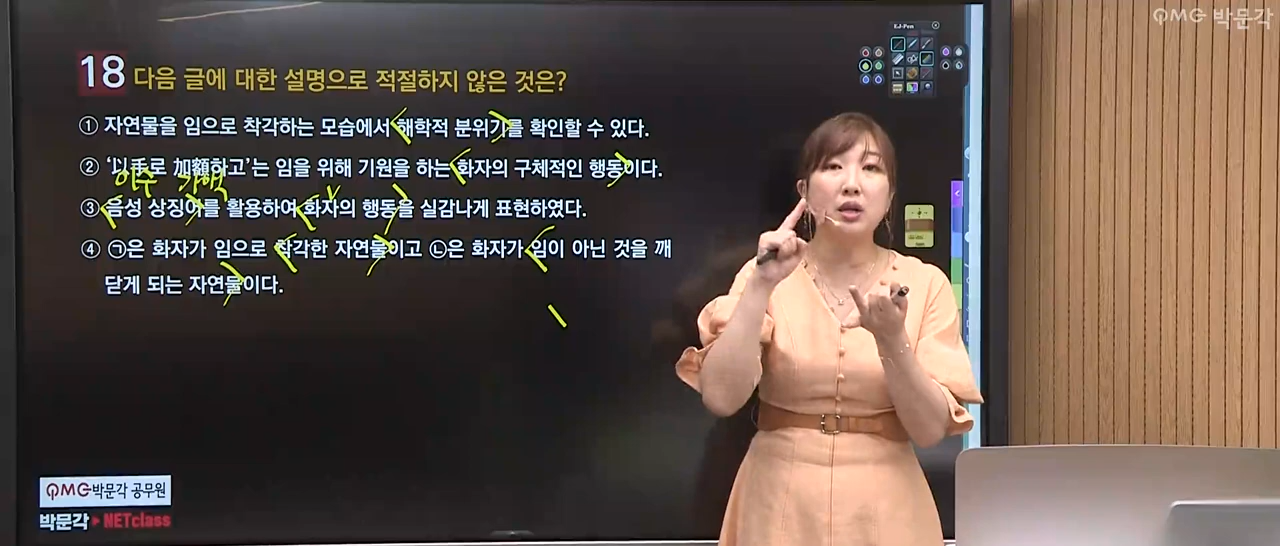 QMG 박문각
EJ-Pen
18 다음 글에 대한 설명으로 적절하지 않은 것은?
① 자연물을 임으로 착각하는 모습에서 해학적 분위기를 확인할 수 있다.
② ‘以手로 加額하고’는 임을 위해 기원을 하는 화자의 구체적인 행동이다.
이수 가액
③ 음성 상징어를 활용하여 화자의 행동을 실감나게 표현하였다.
④ ㉠은 화자가 임으로 착각한 자연물이고 ㉡은 화자가 임이 아닌 것을 깨
닫게 되는 자연물이다.
QMG박문각 공무원
박문각 NETclass